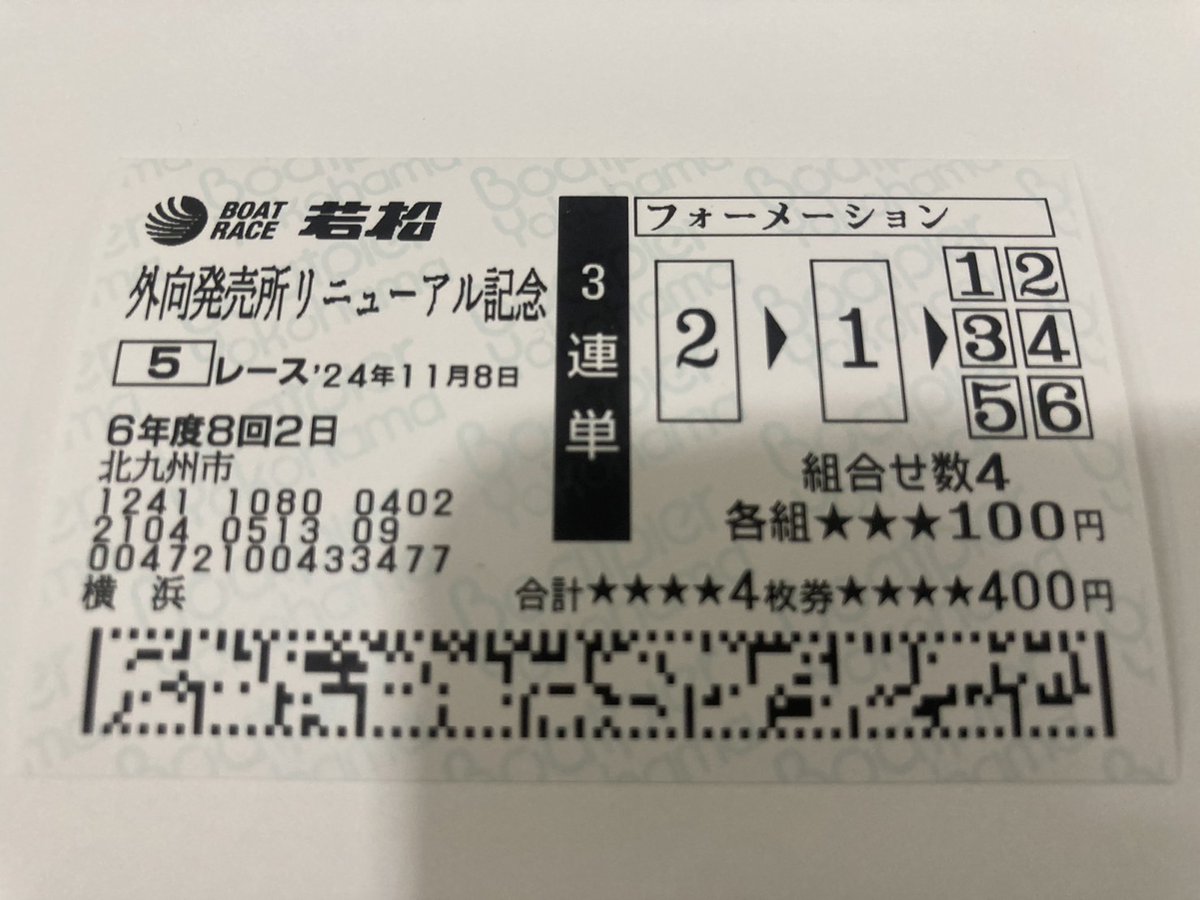 BOAT RACE 若松
外向発売所リニューアル記念
5 レース '24年11月8日
6年度8回2日
北九州市
1241 1080 0402
2104 0513 09
00472100433477
横 浜
3連単
フォーメーション
2 ▶ 1 ▶ 1 2
3 4
5 6
組合せ数4
各組★★★100円
合計★★★★4枚券★★★★400円
Boatpier
Yokohama